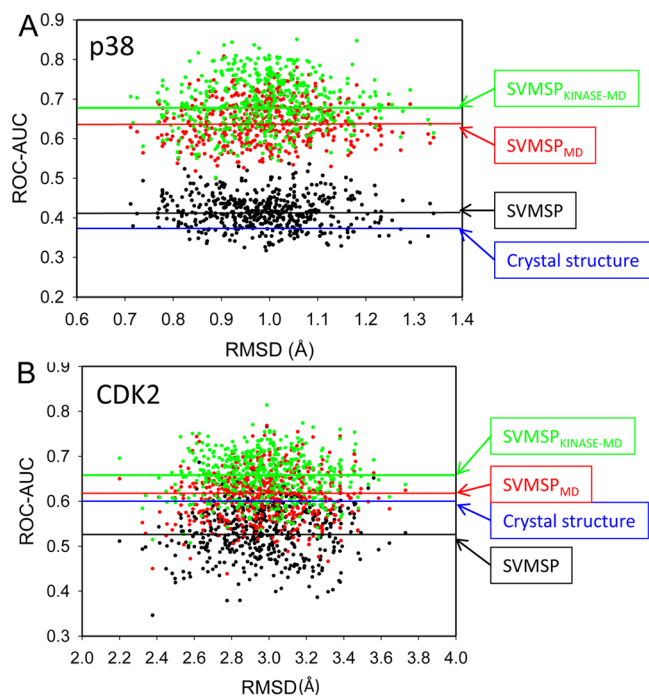 A
p38
ROC-AUC
0.9
0.8
0.7
0.6
0.5
0.4
0.3
0.2
0.6 0.7 0.8 0.9 1.0 1.1 1.2 1.3 1.4
RMSD (Å)
SVMSP_KINASE-MD
SVMSP_MD
SVMSP
Crystal structure
B
CDK2
ROC-AUC
0.9
0.8
0.7
0.6
0.5
0.4
0.3
2.0 2.2 2.4 2.6 2.8 3.0 3.2 3.4 3.6 3.8 4.0
RMSD(Å)
SVMSP_KINASE-MD
SVMSP_MD
Crystal structure
SVMSP